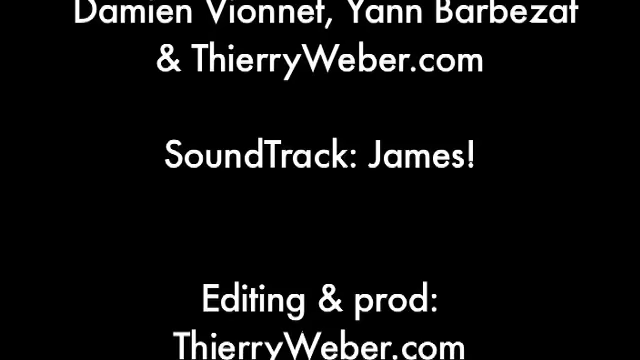 Damien Vionnet, Yann Barbezat
& ThierryWeber.com
SoundTrack: James!
Editing & prod:
ThierryWeber.com